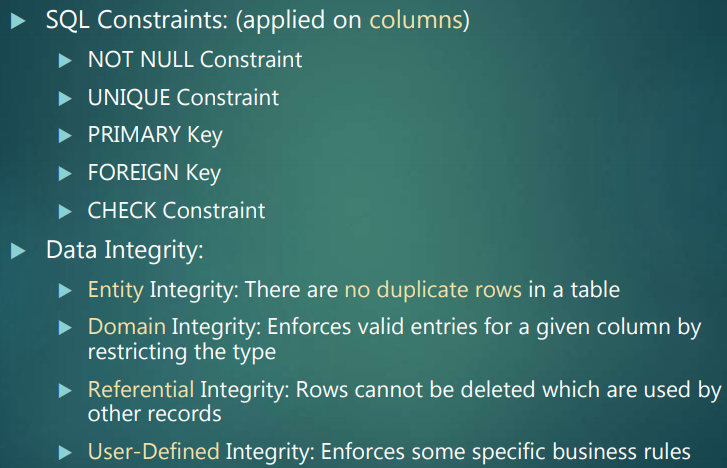 SQL Constraints: (applied on columns)
NOT NULL Constraint
UNIQUE Constraint
PRIMARY Key
FOREIGN Key
CHECK Constraint
Data Integrity:
Entity Integrity: There are no duplicate rows in a table
Domain Integrity: Enforces valid entries for a given column by
restricting the type
Referential Integrity: Rows cannot be deleted which are used by
other records
User-Defined Integrity: Enforces some specific business rules